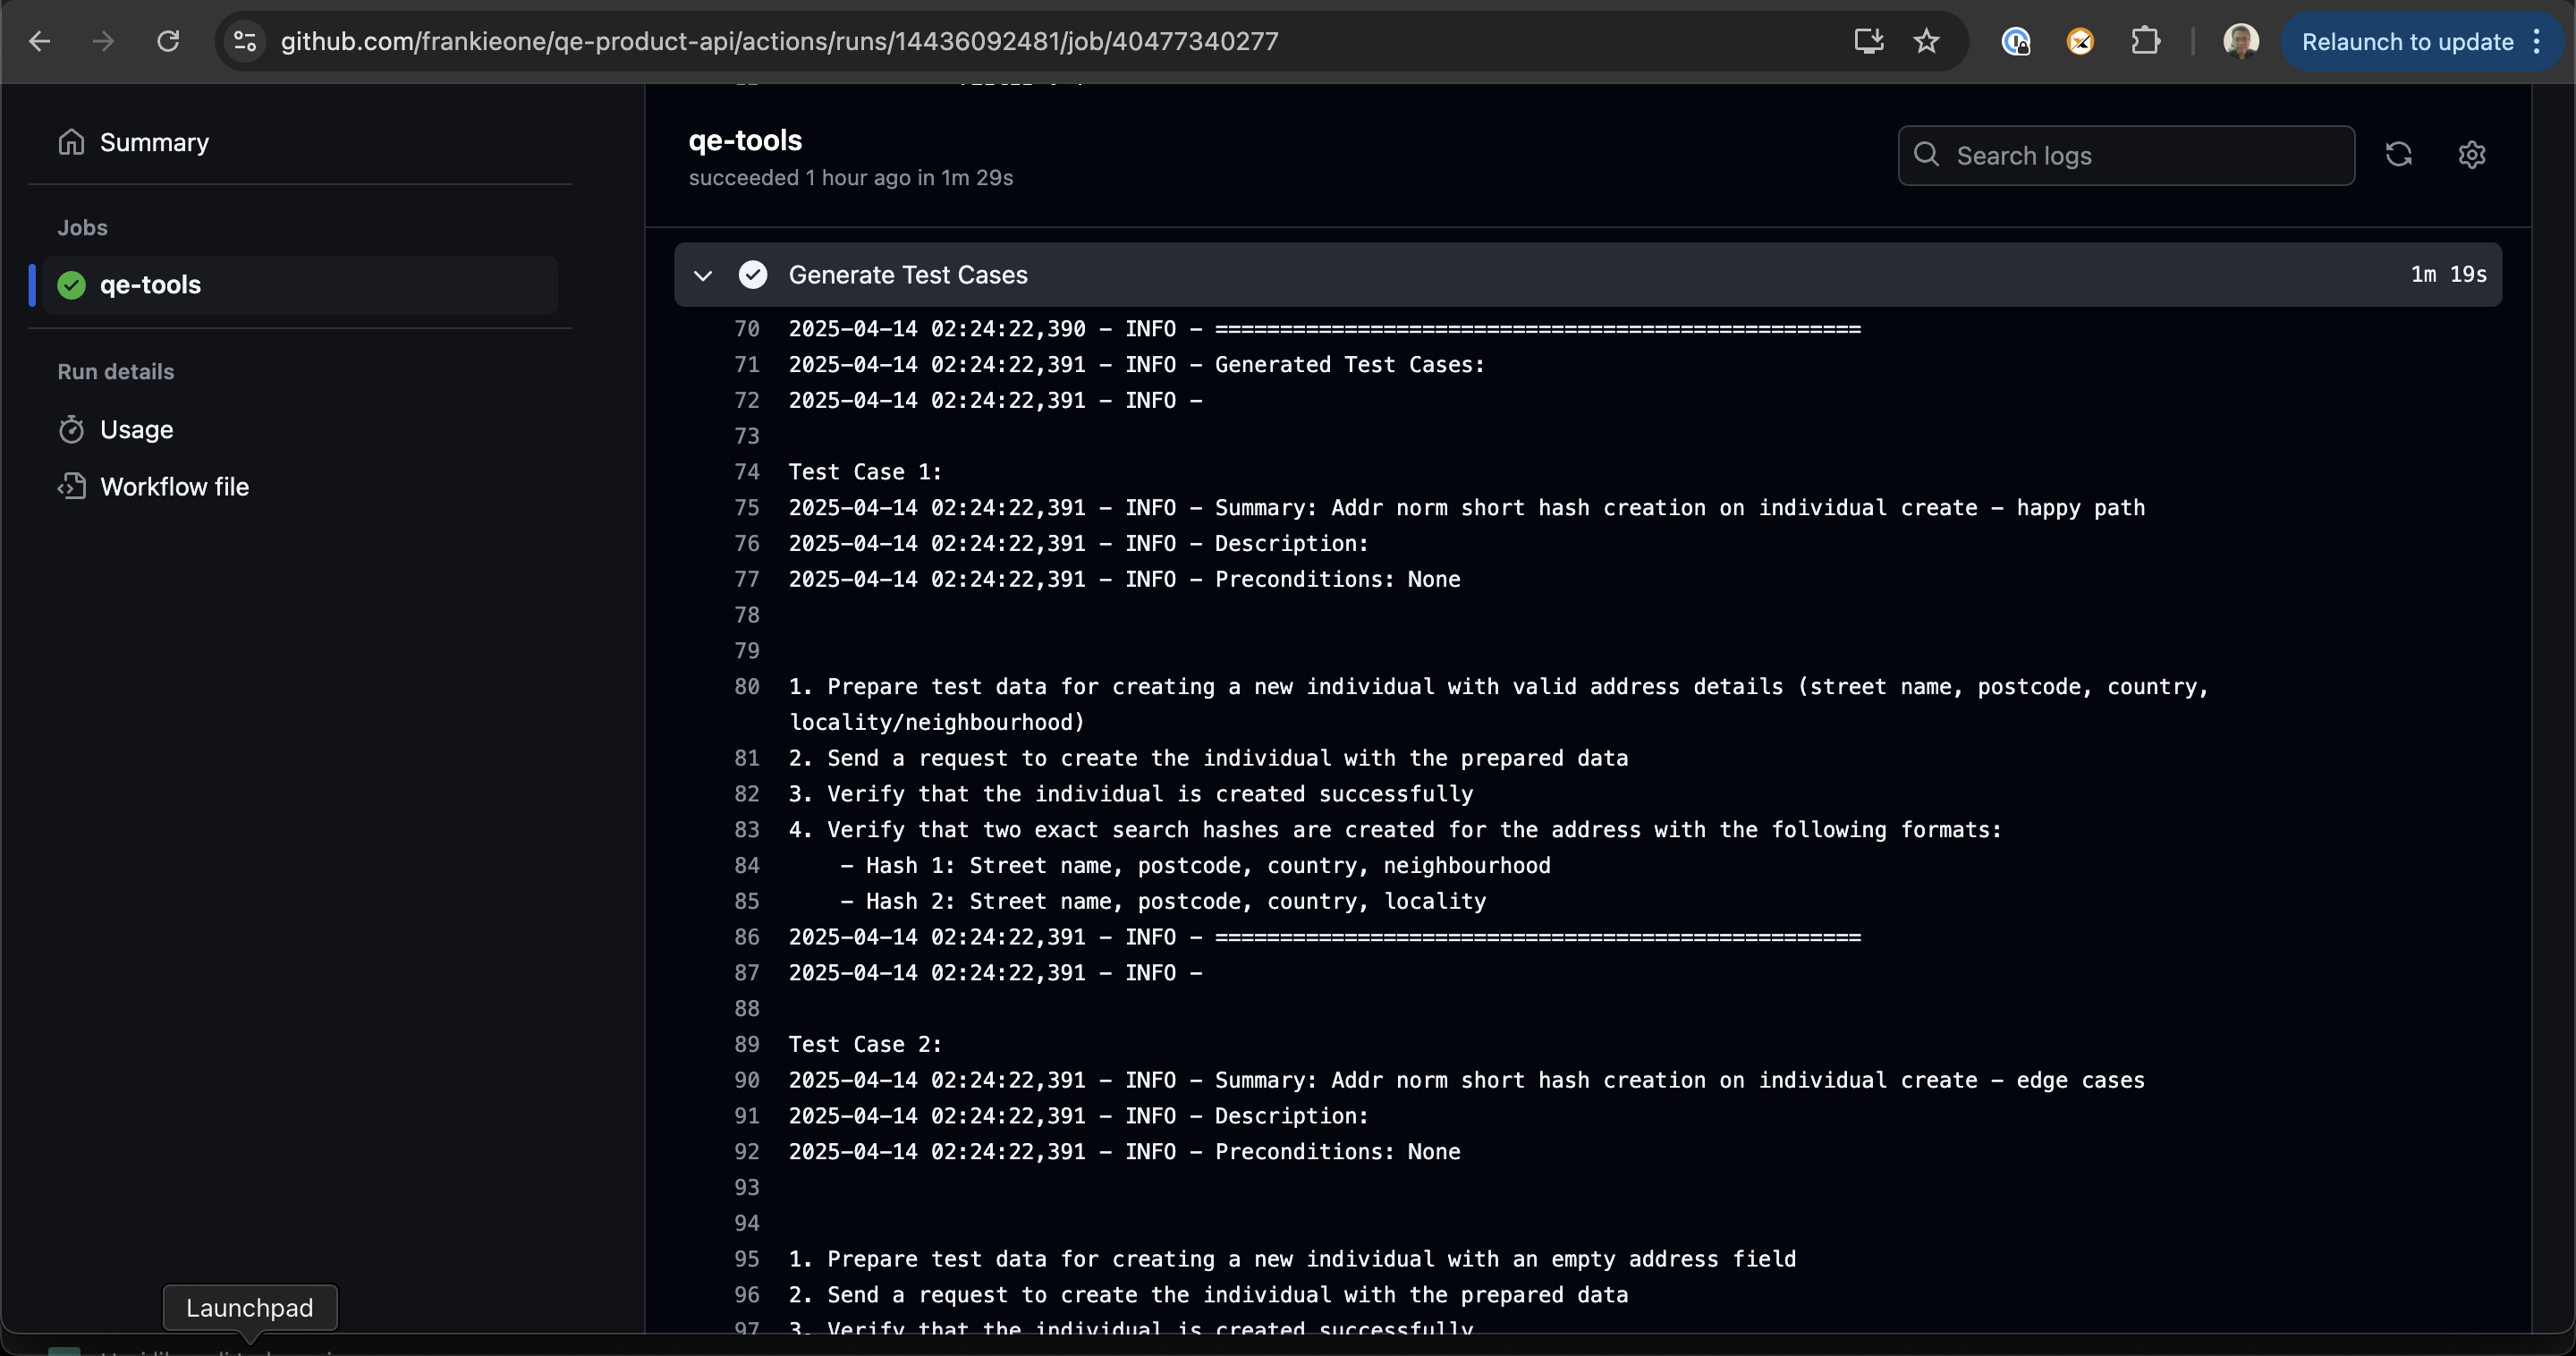 github.com/frankieone/qe-product-api/actions/runs/14436092481/job/40477340277
Relaunch to update
Summary
Jobs
qe-tools
Run details
Usage
Workflow file
qe-tools
succeeded 1 hour ago in 1m 29s
Search logs
Generate Test Cases 1m 19s
70 2025-04-14 02:24:22,390 - INFO - ==================================================
71 2025-04-14 02:24:22,391 - INFO - Generated Test Cases:
72 2025-04-14 02:24:22,391 - INFO -
73
74 Test Case 1:
75 2025-04-14 02:24:22,391 - INFO - Summary: Addr norm short hash creation on individual create - happy path
76 2025-04-14 02:24:22,391 - INFO - Description:
77 2025-04-14 02:24:22,391 - INFO - Preconditions: None
78
79
80 1. Prepare test data for creating a new individual with valid address details (street name, postcode, country,
locality/neighbourhood)
81 2. Send a request to create the individual with the prepared data
82 3. Verify that the individual is created successfully
83 4. Verify that two exact search hashes are created for the address with the following formats:
84 - Hash 1: Street name, postcode, country, neighbourhood
85 - Hash 2: Street name, postcode, country, locality
86 2025-04-14 02:24:22,391 - INFO - ==================================================
87 2025-04-14 02:24:22,391 - INFO -
88
89 Test Case 2:
90 2025-04-14 02:24:22,391 - INFO - Summary: Addr norm short hash creation on individual create - edge cases
91 2025-04-14 02:24:22,391 - INFO - Description:
92 2025-04-14 02:24:22,391 - INFO - Preconditions: None
93
94
95 1. Prepare test data for creating a new individual with an empty address field
96 2. Send a request to create the individual with the prepared data
97 3. Verify that the individual is created successfully
Launchpad